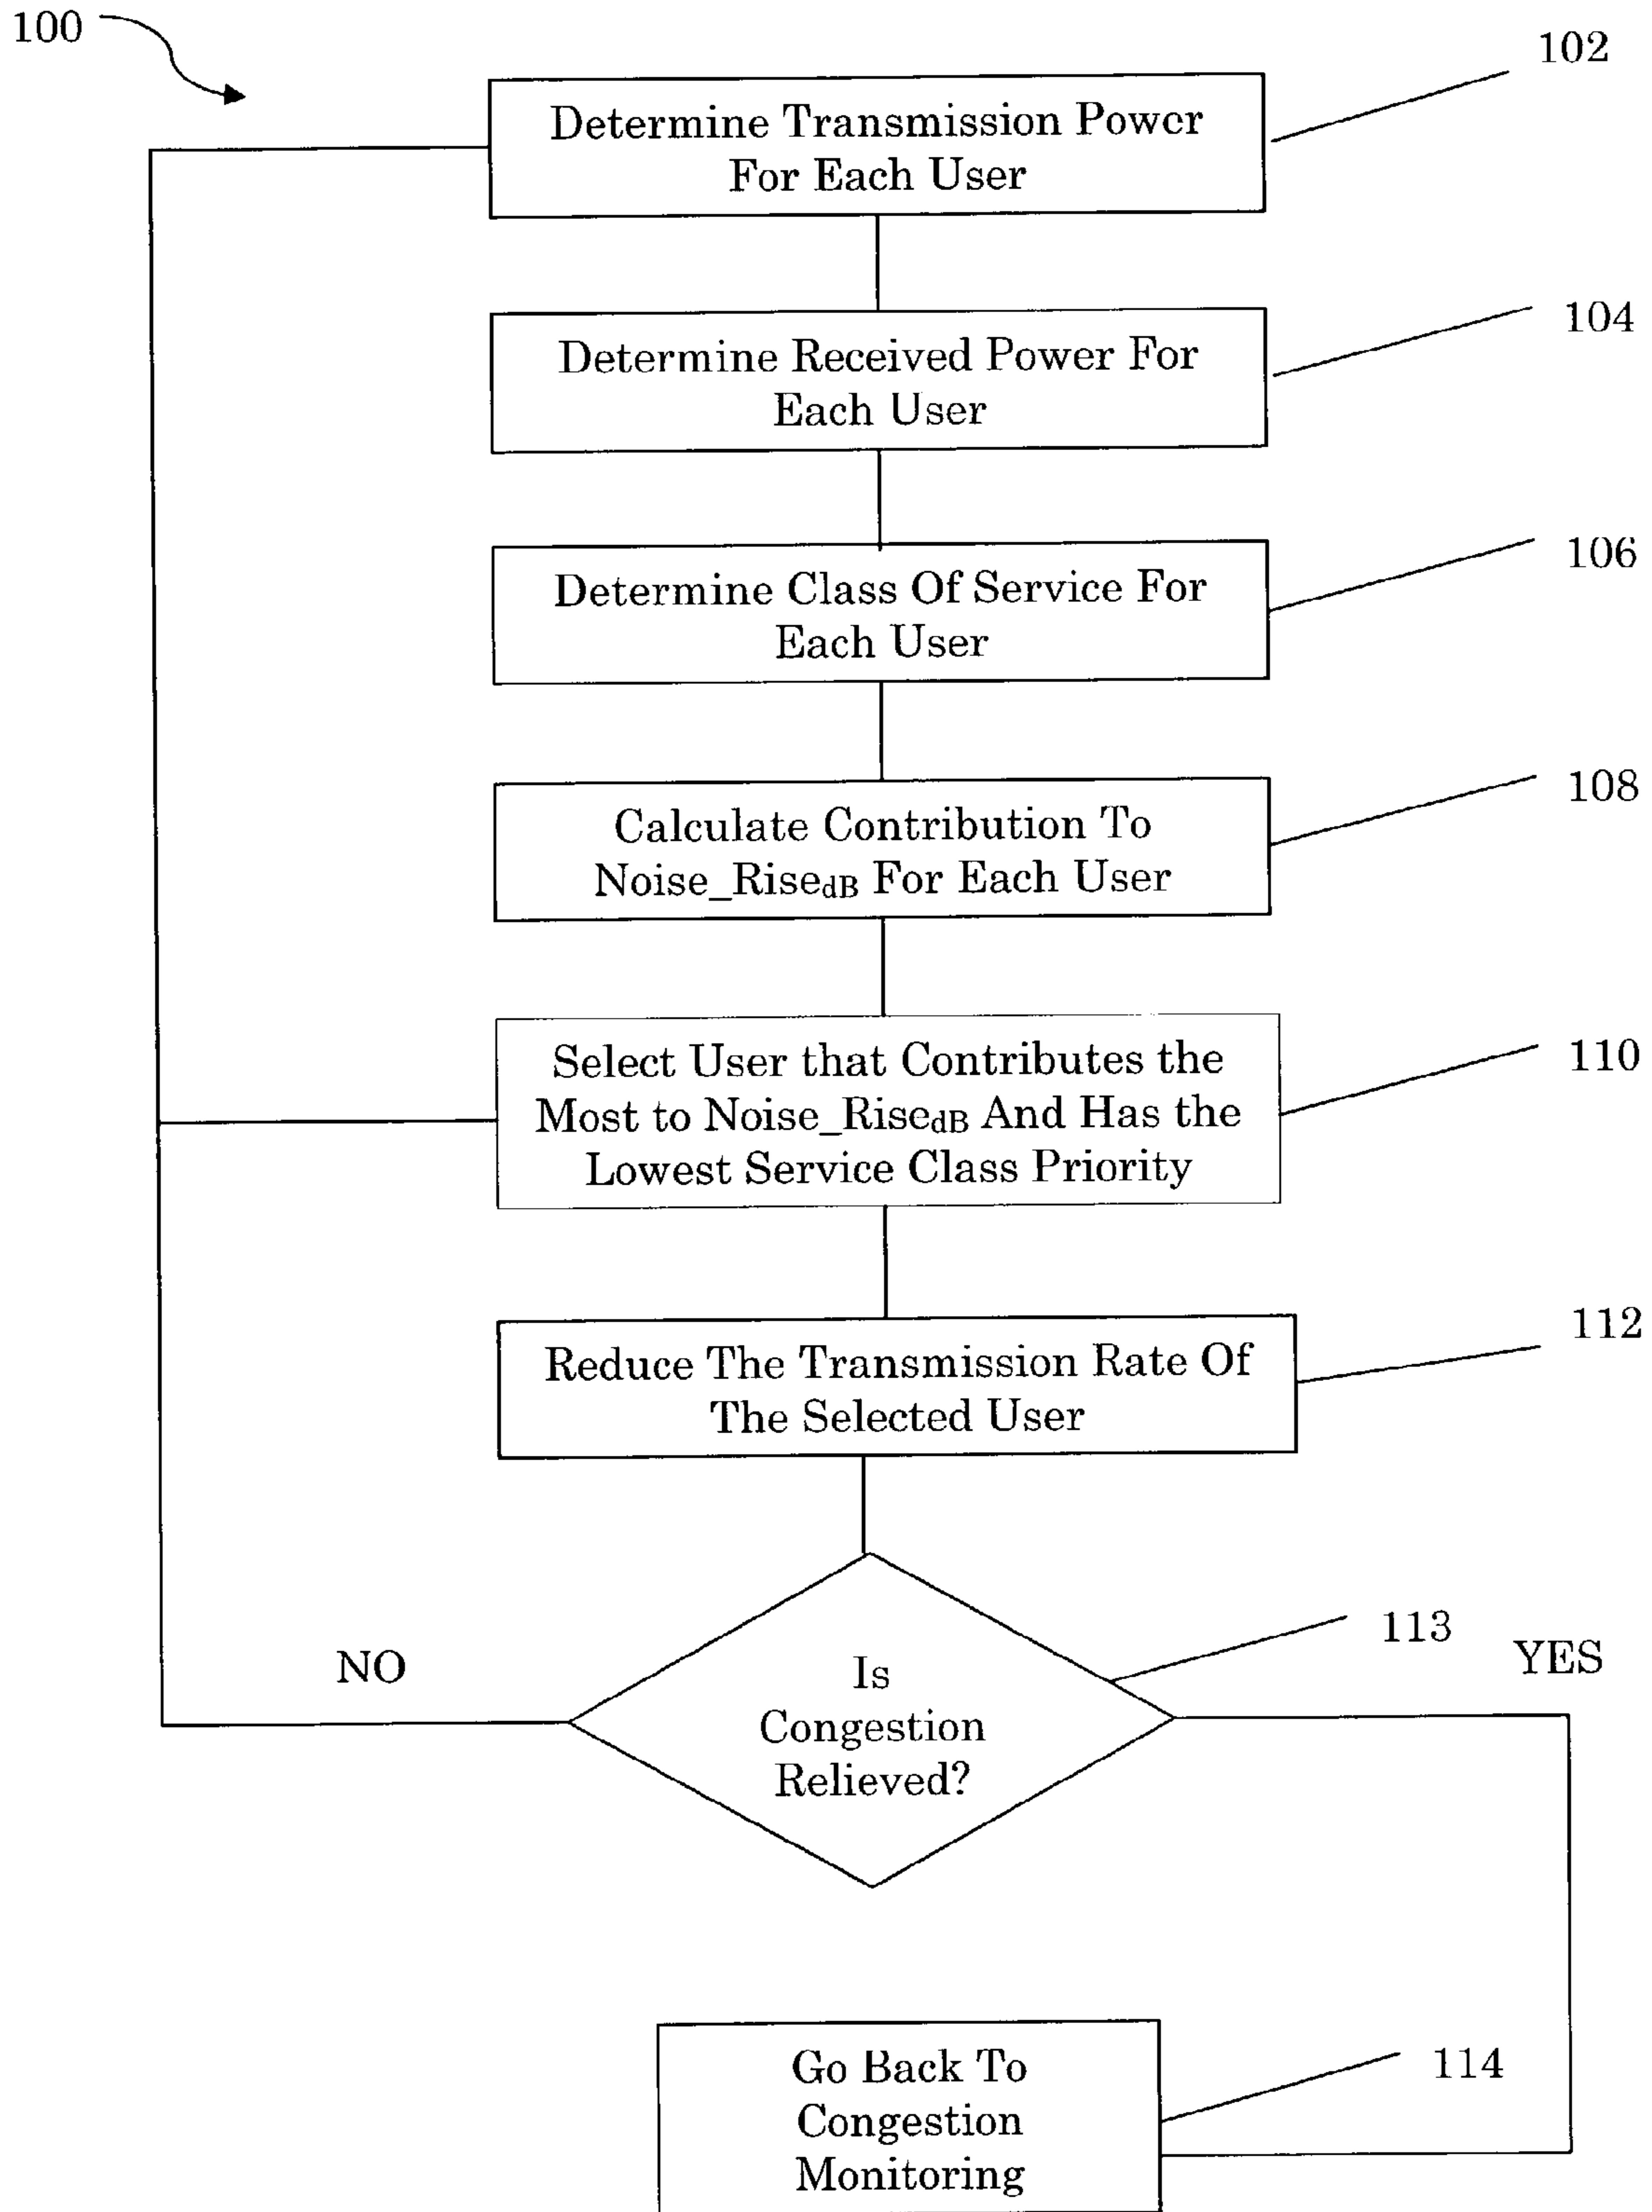 100
102
Determine Transmission Power
For Each User
104
Determine Received Power For
Each User
106
Determine Class Of Service For
Each User
108
Calculate Contribution To
Noise_RisedB For Each User
110
Select User that Contributes the
Most to Noise_RisedB And Has the
Lowest Service Class Priority
112
Reduce The Transmission Rate Of
The Selected User
113
NO
YES
Is
Congestion
Relieved?
114
Go Back To
Congestion
Monitoring